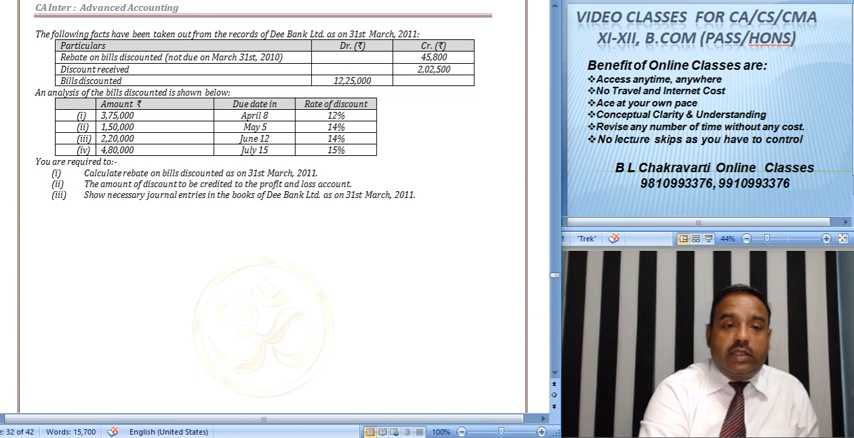 CA Inter : Advanced Accounting
The following facts have been taken out from the records of Dee Bank Ltd. as on 31st March, 2011:
Particulars Dr. (₹) Cr. (₹)
Rebate on bills discounted (not due on March 31st, 2010) 45,800
Discount received 2,02,500
Bills discounted 12,25,000
An analysis of the bills discounted is shown below:
Amount ₹ Due date in Rate of discount
(i) 3,75,000 April 8 12%
(ii) 1,50,000 May 5 14%
(iii) 2,20,000 June 12 14%
(iv) 4,80,000 July 15 15%
You are required to:-
(i) Calculate rebate on bills discounted as on 31st March, 2011.
(ii) The amount of discount to be credited to the profit and loss account.
(iii) Show necessary journal entries in the books of Dee Bank Ltd. as on 31st March, 2011.
e: 32 of 42 Words: 15,700 English (United States) 100%
VIDEO CLASSES FOR CA/CS/CMA
XI-XII, B.COM (PASS/HONS)
Benefit of Online Classes are:
❖Access anytime, anywhere
❖No Travel and Internet Cost
❖Ace at your own pace
❖Conceptual Clarity & Understanding
❖Revise any number of time without any cost.
❖No lecture skips as you have to control
B L Chakravarti Online Classes
9810993376, 9910993376
1 "Trek" 44%